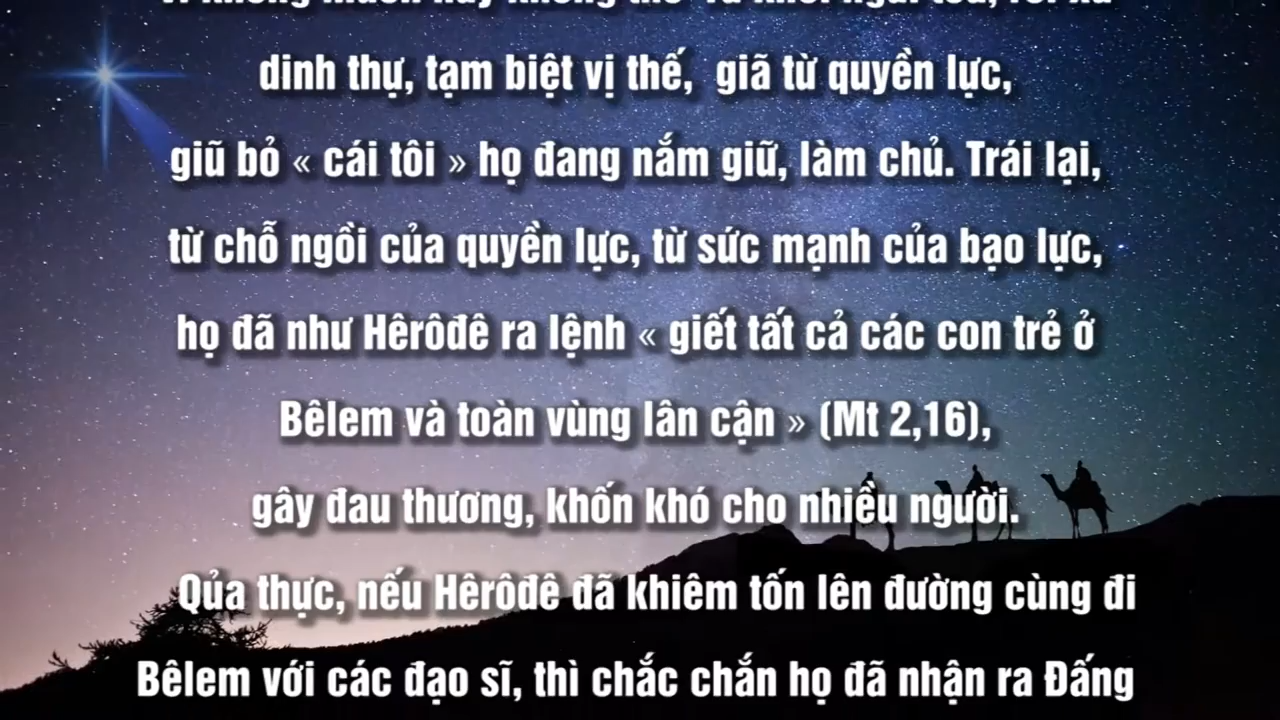 dinh thự, tạm biệt vị thế, giã từ quyền lực,
giũ bỏ « cái tôi » họ đang nắm giữ, làm chủ. Trái lại,
từ chỗ ngồi của quyền lực, từ sức mạnh của bạo lực,
họ đã như Hêrôđê ra lệnh « giết tất cả các con trẻ ở
Bêlem và toàn vùng lân cận » (Mt 2,16),
gây đau thương, khốn khó cho nhiều người.
Qủa thực, nếu Hêrôđê đã khiêm tốn lên đường cùng đi
Bêlem với các đạo sĩ, thì chắc chắn họ đã nhận ra Đấng